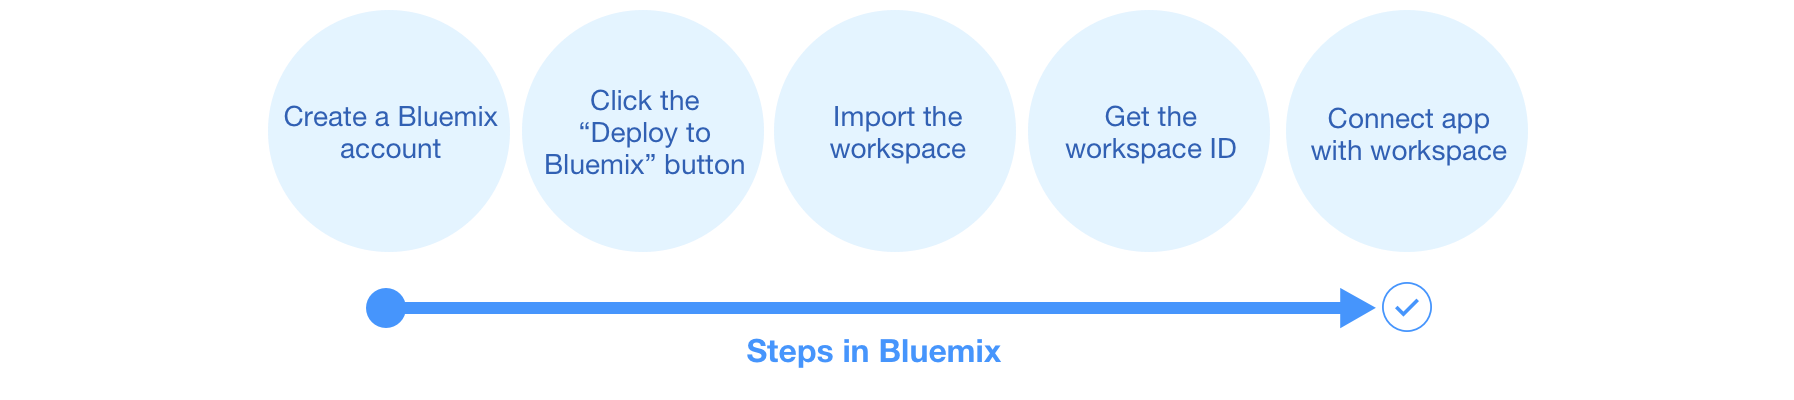 Create a Bluemix
account
Click the
“Deploy to
Bluemix” button
Import the
workspace
Get the
workspace ID
Connect app
with workspace
Steps in Bluemix